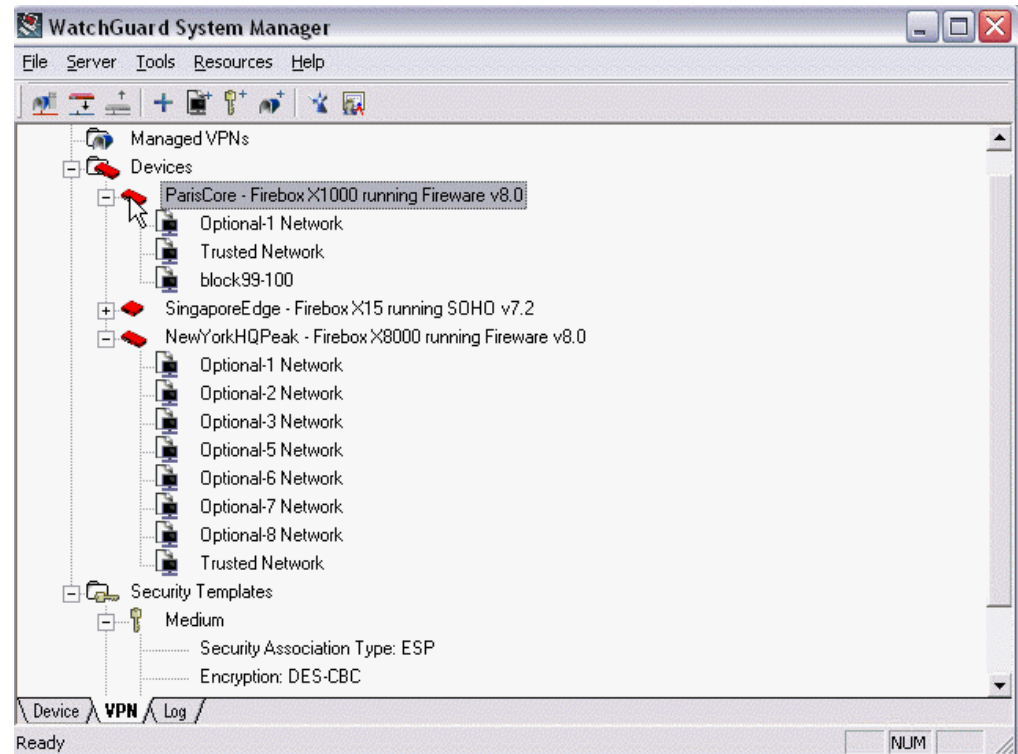 WatchGuard System Manager
File Server Tools Resources Help
Managed VPNs
Devices
ParisCore - Firebox X1000 running Fireware v8.0
Optional-1 Network
Trusted Network
block99-100
SingaporeEdge - Firebox X15 running SOHO v7.2
NewYorkHQPeak - Firebox X8000 running Fireware v8.0
Optional-1 Network
Optional-2 Network
Optional-3 Network
Optional-5 Network
Optional-6 Network
Optional-7 Network
Optional-8 Network
Trusted Network
Security Templates
Medium
Security Association Type: ESP
Encryption: DES-CBC
Device VPN Log
Ready NUM